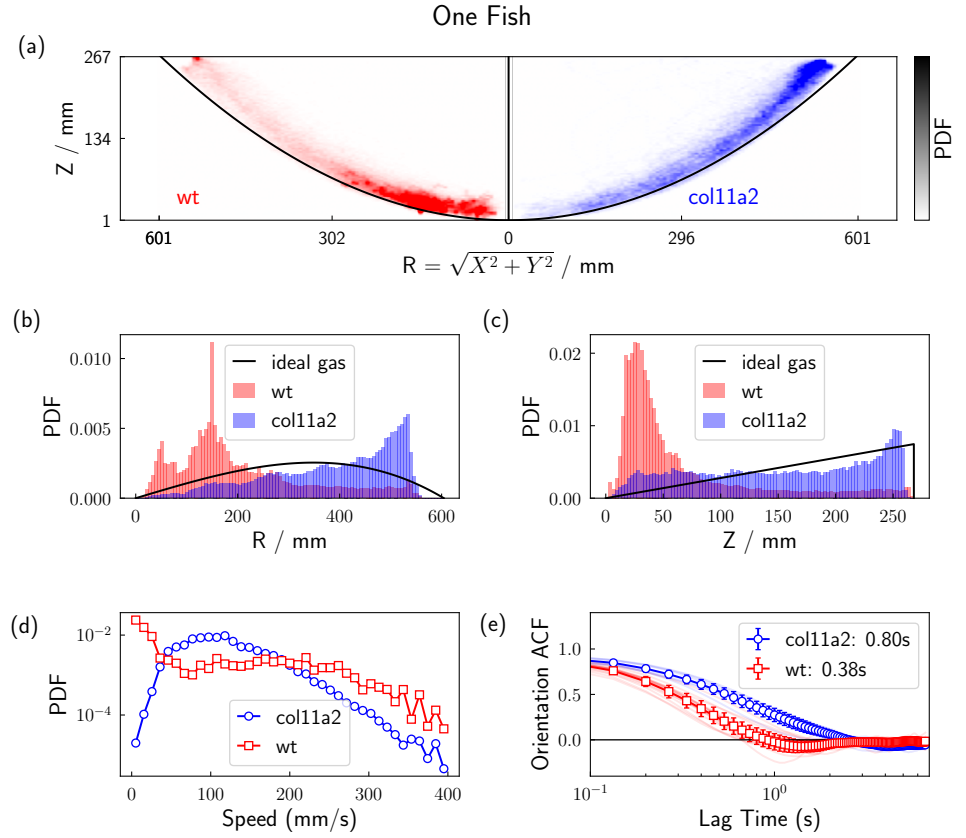 One Fish
(a)
267
134
1
Z / mm
wt
col11a2
601
302
0
296
601
R = √X² + Y² / mm
PDF
(b)
0.010
0.005
0.000
PDF
ideal gas
wt
col11a2
0
200
400
600
R / mm
(c)
0.02
0.01
0.00
PDF
ideal gas
wt
col11a2
0
50
100
150
200
250
Z / mm
(d)
10⁻²
10⁻⁴
PDF
col11a2
wt
0
100
200
300
400
Speed (mm/s)
(e)
1.0
0.5
0.0
Orientation ACF
col11a2: 0.80s
wt: 0.38s
10⁻¹
10⁰
Lag Time (s)